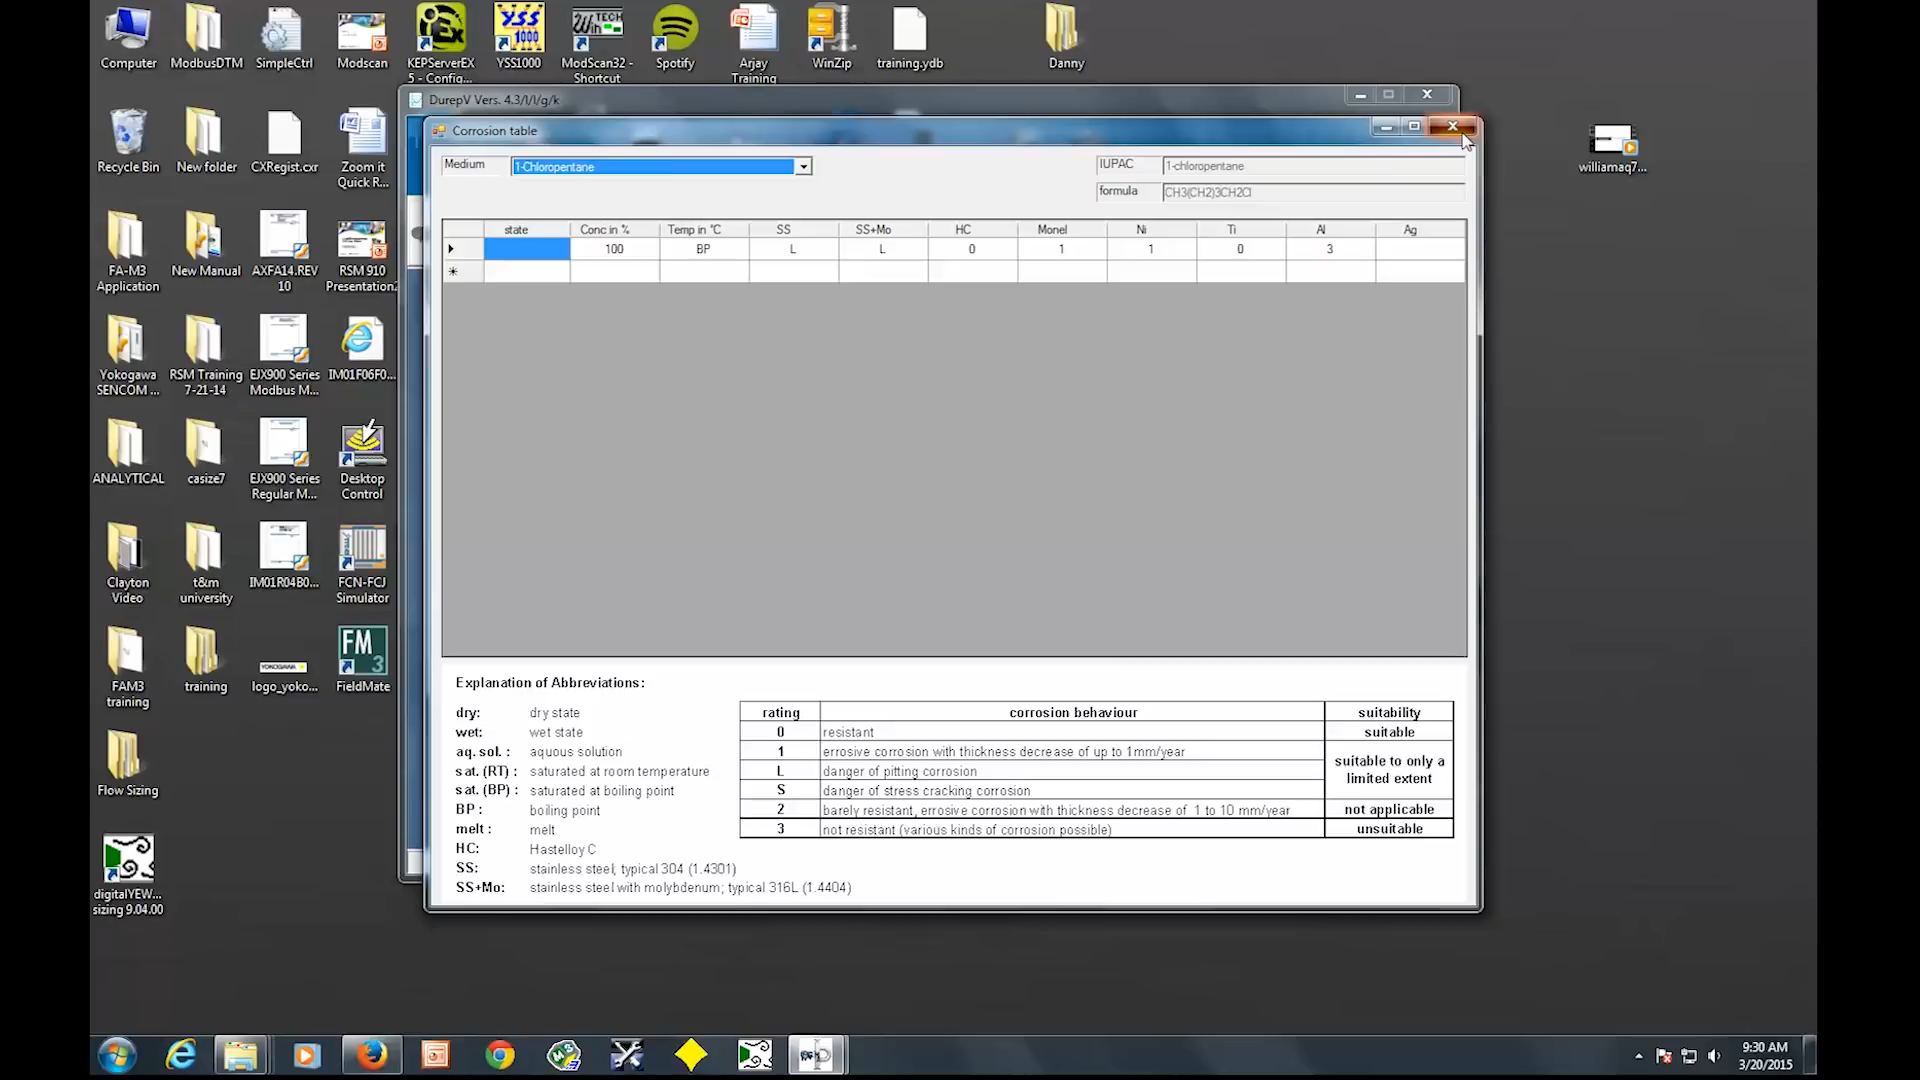 Computer
ModbusDTM
SimpleCtrl
Modscan
KEPServerEX
5 - Config...
YSS1000
ModScan32 -
Shortcut
Spotify
Arjay
Training
WinZip
training.ydb
Danny
Recycle Bin
New folder
CXRegist.cxr
Zoom it
Quick R...
williamaq7...
FA-M3
Application
New Manual
AXFA14.REV
10
RSM 910
Presentation2
Yokogawa
SENCOM ...
RSM Training
7-21-14
EJX900 Series
Modbus M...
IM01F06F0...
ANALYTICAL
casize7
EJX900 Series
Regular M...
Desktop
Control
Clayton
Video
t&m
university
IM01R04B0...
FCN-FCJ
Simulator
FAM3
training
training
YOKOGAWA
logo_yoko...
FM
3
FieldMate
Flow Sizing
digitalYEW...
sizing 9.04.00
DurepV Vers. 4.3/I/I/g/k
Corrosion table
Medium 1-Chloropentane IUPAC 1-chloropentane
formula CH3(CH2)3CH2Cl
state Conc in % Temp in °C SS SS+Mo HC Monel Ni Ti Al Ag
100 BP L L 0 1 1 0 3
Explanation of Abbreviations:
dry: dry state
wet: wet state
aq. sol. : aquous solution
sat. (RT) : saturated at room temperature
sat. (BP) : saturated at boiling point
BP : boiling point
melt : melt
HC: Hastelloy C
SS: stainless steel; typical 304 (1.4301)
SS+Mo: stainless steel with molybdenum; typical 316L (1.4404)
rating corrosion behaviour suitability
0 resistant suitable
1 errosive corrosion with thickness decrease of up to 1mm/year
L danger of pitting corrosion
S danger of stress cracking corrosion
suitable to only a
limited extent
2 barely resistant, errosive corrosion with thickness decrease of 1 to 10 mm/year not applicable
3 not resistant (various kinds of corrosion possible) unsuitable
9:30 AM
3/20/2015